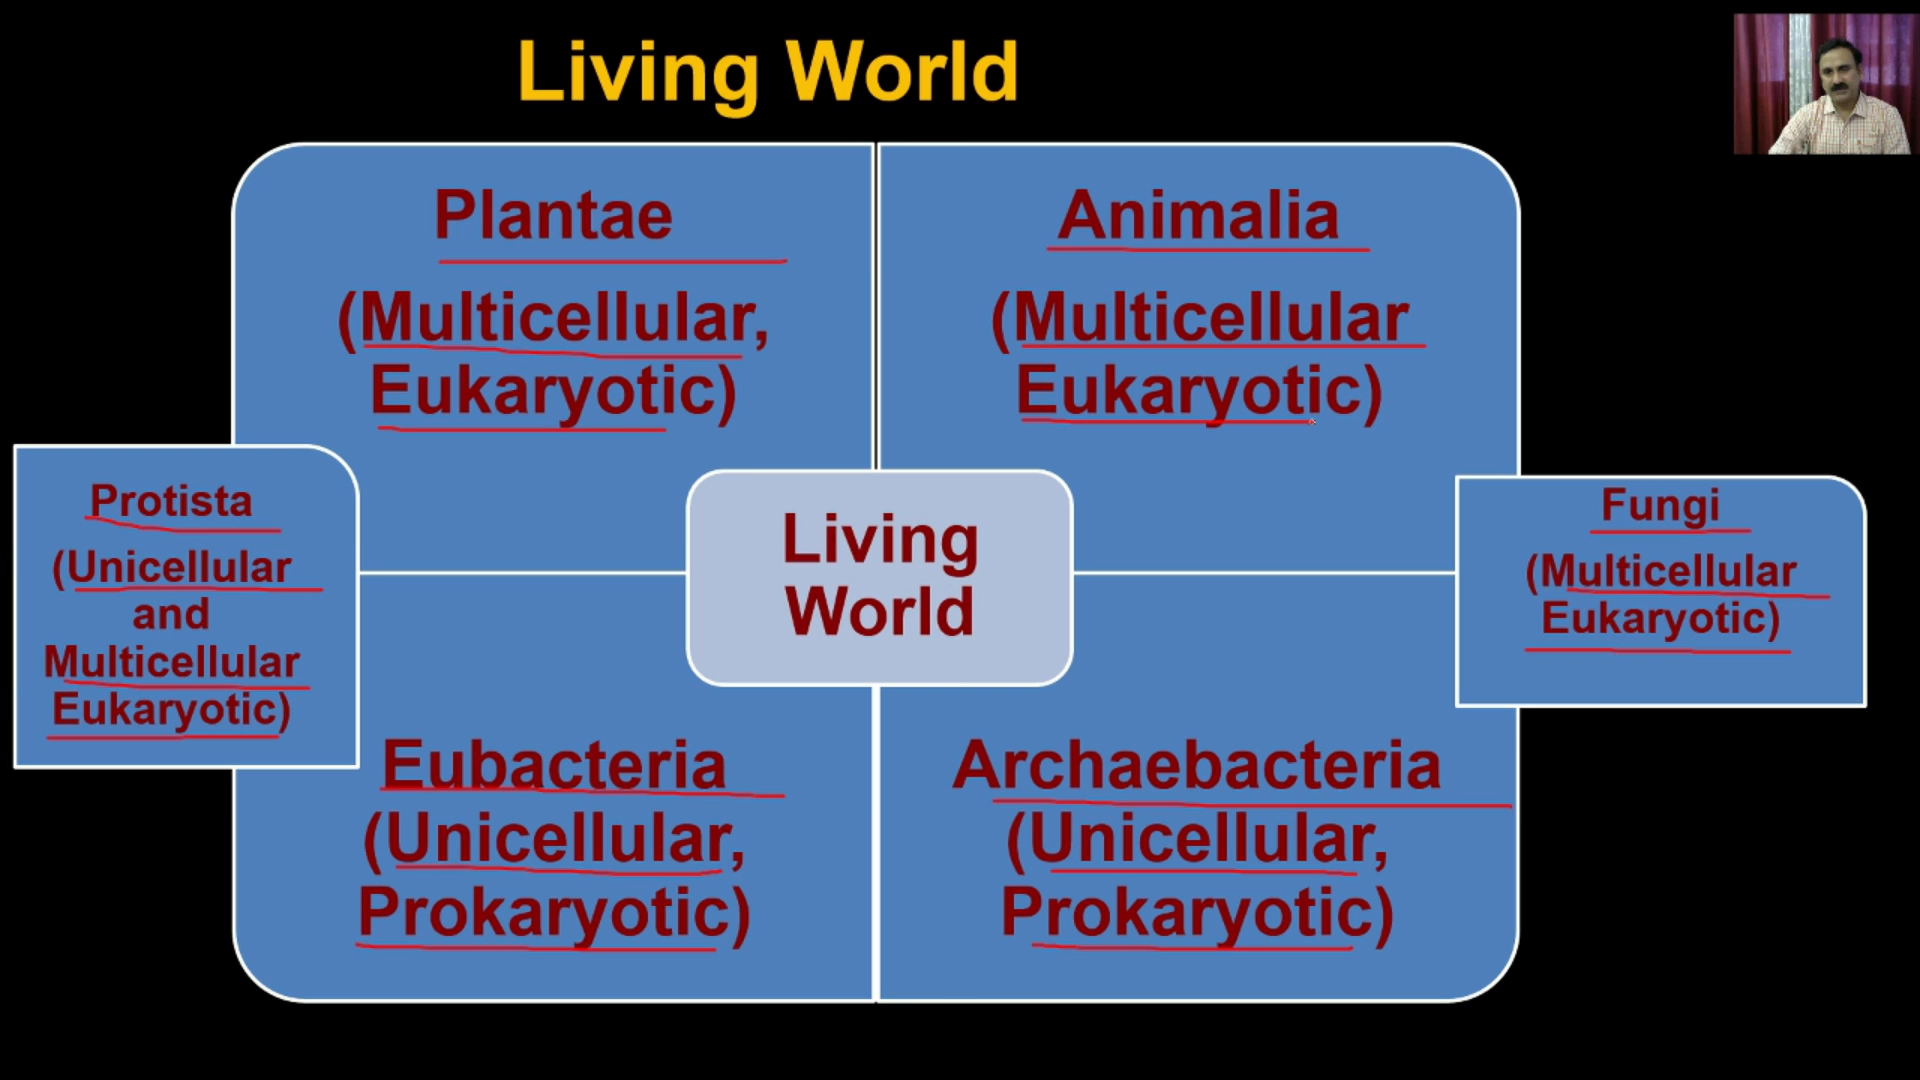 Living World
Plantae
(Multicellular,
Eukaryotic)
Animalia
(Multicellular
Eukaryotic)
Protista
(Unicellular
and
Multicellular
Eukaryotic)
Living
World
Fungi
(Multicellular
Eukaryotic)
Eubacteria
(Unicellular,
Prokaryotic)
Archaebacteria
(Unicellular,
Prokaryotic)